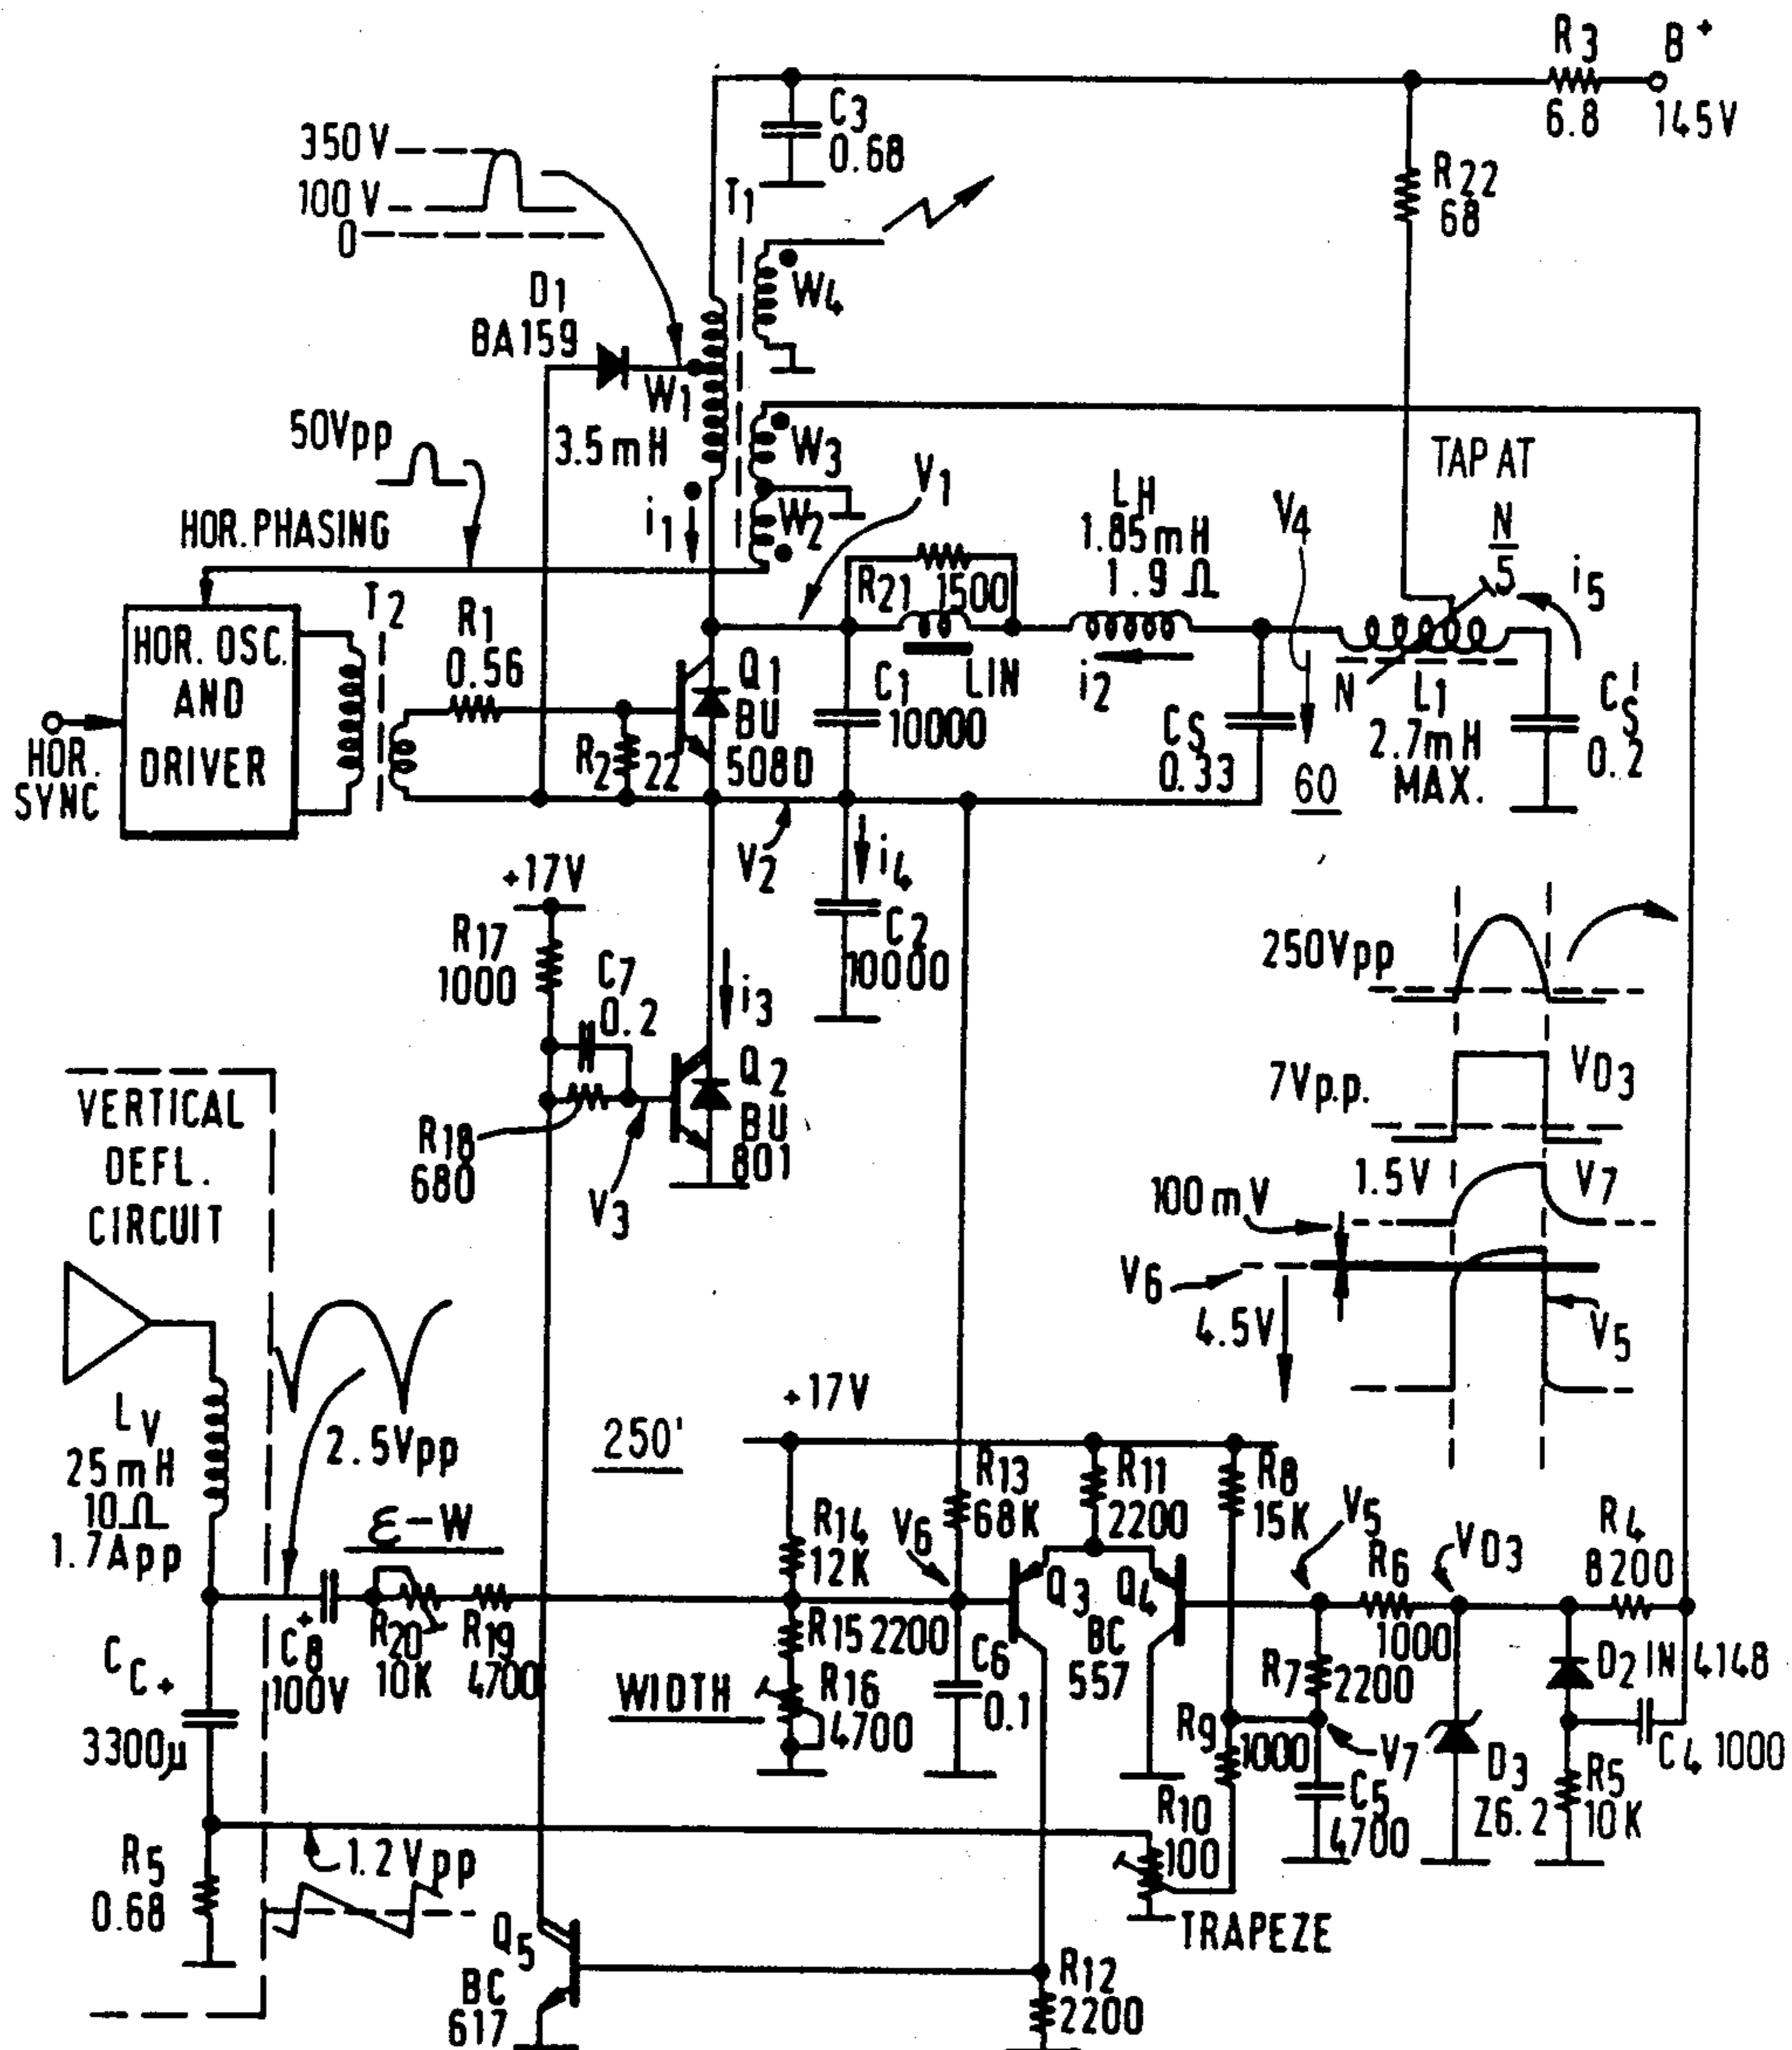 R3
6.8
B+
145V
C3
0.68
350V
100V
0
R22
68
T1
W4
D1
BA159
W1
3.5mH
50Vpp
W3
W2
i1
V1
TAP AT
N
5
LH
1.85mH
1.9 Ω
V4
i5
HOR. PHASING
T2
R1
0.56
R21 1500
HOR. OSC.
AND
DRIVER
HOR.
SYNC
R2 22
Q1
BU
508D
C1
10000
LIN
i2
CS
0.33
60
N
L1
2.7mH
MAX.
CS'
0.2
V2
i4
C2
10000
+17V
R17
1000
C7
0.2
i3
Q2
BU
801
R18
680
V3
250Vpp
7Vp.p.
VD3
1.5V
V7
100mV
V6
4.5V
V5
VERTICAL
DEFL.
CIRCUIT
LV
25mH
10Ω
1.7App
2.5Vpp
250'
+17V
ε-W
R14
12K
V6
R13
68K
R11
2200
R8
15K
V5
R6
1000
VD3
R4
8200
C8
100V
+
R20
10K
R19
4700
R15 2200
Q3
Q4
BC
557
R7
2200
D2 IN 4148
CC+
3300µ
WIDTH
R16
4700
C6
0.1
R9
1000
V7
C5
4700
D3
Z6.2
R5
10K
C4 1000
R10
100
TRAPEZE
R5
0.68
1.2Vpp
Q5
BC
617
R12
2200